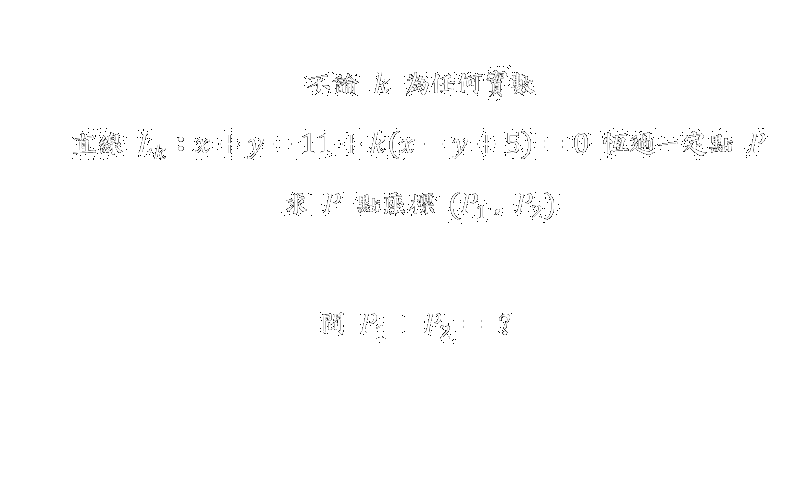 不論 k 為任何實數
直線 L_k : x + y - 11 + k(x - y + 5) = 0 恆過一定點 P
求 P 點坐標 (P_1, P_2)
問 P_1 : P_2 = ?